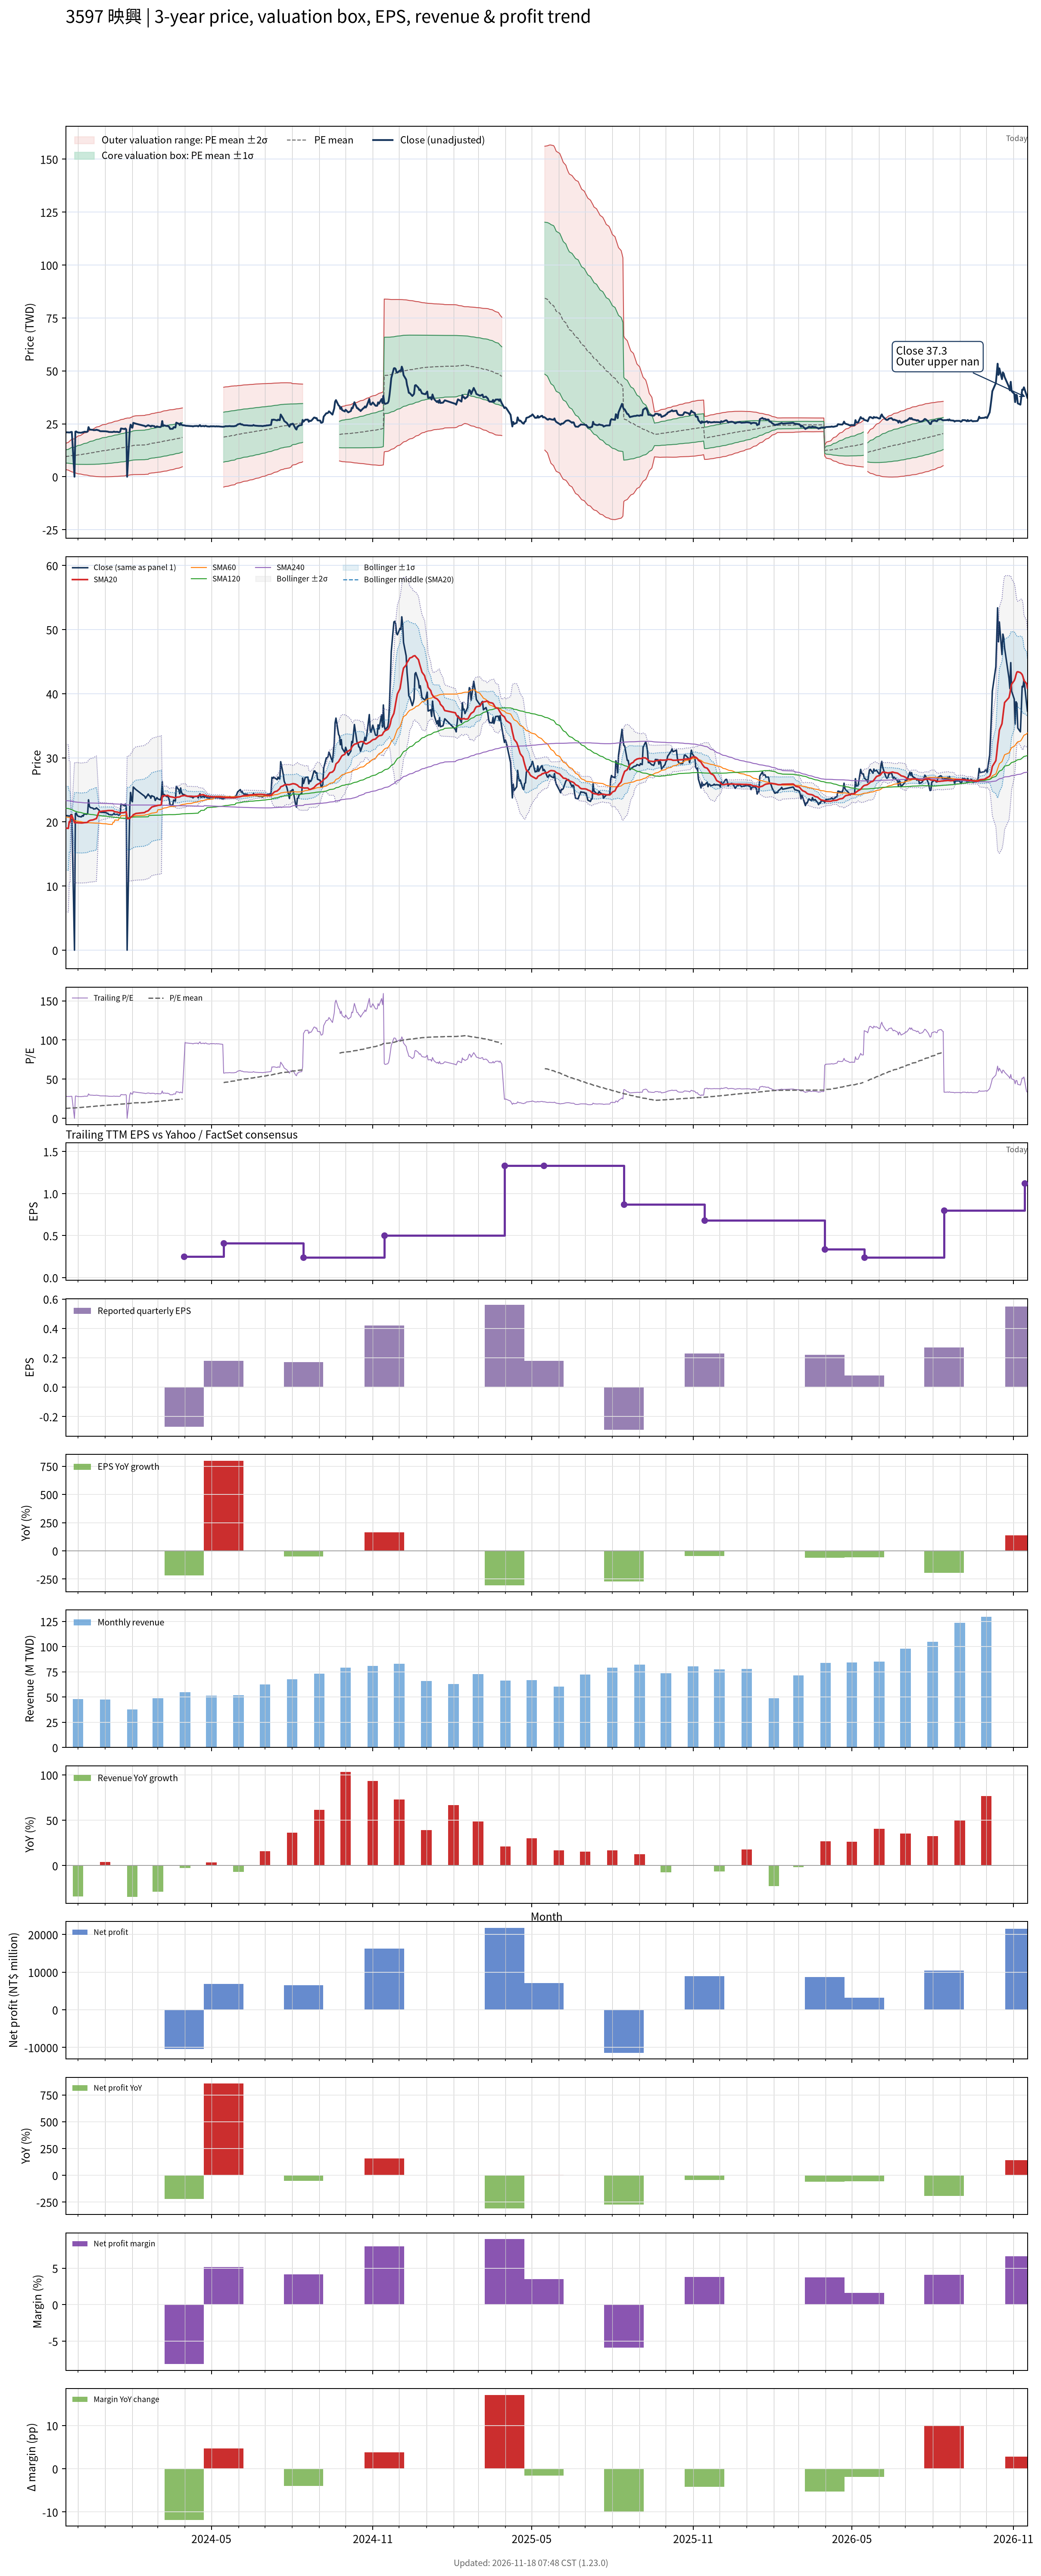 3597 映興 | 3-year price, valuation box, EPS, revenue & profit trend
Outer valuation range: PE mean ±2σ
PE mean
Close (unadjusted)
Core valuation box: PE mean ±1σ
Today
Close 37.3
Outer upper nan
Price (TWD)
150
125
100
75
50
25
0
-25
Close (same as panel 1)
SMA20
SMA60
SMA120
SMA240
Bollinger ±2σ
Bollinger ±1σ
Bollinger middle (SMA20)
Price
60
50
40
30
20
10
0
Trailing P/E
P/E mean
P/E
150
100
50
0
Trailing TTM EPS vs Yahoo / FactSet consensus
Today
EPS
1.5
1.0
0.5
0.0
Reported quarterly EPS
EPS
0.6
0.4
0.2
0.0
-0.2
EPS YoY growth
YoY (%)
750
500
250
0
-250
Monthly revenue
Revenue (M TWD)
125
100
75
50
25
0
Revenue YoY growth
YoY (%)
100
50
0
Month
Net profit
Net profit (NT$ million)
20000
10000
0
-10000
Net profit YoY
YoY (%)
750
500
250
0
-250
Net profit margin
Margin (%)
5
0
-5
Margin YoY change
Δ margin (pp)
10
0
-10
2024-05
2024-11
2025-05
2025-11
2026-05
2026-11
Updated: 2026-11-18 07:48 CST (1.23.0)